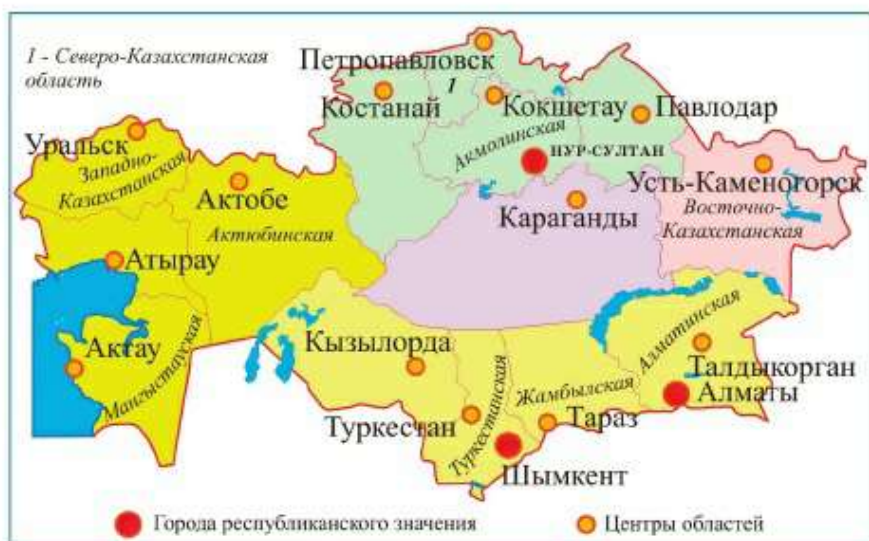 1 - Северо-Казахстанская
область
Петропавловск
1
Костанай
Кокшетау
Павлодар
Акмолинская
НУР-СУЛТАН
Уральск
Западно-
Казахстанская
Актобе
Актюбинская
Усть-Каменогорск
Восточно-
Казахстанская
Караганды
Атырау
Актау
Мангыстауская
Кызылорда
Алматинская
Талдыкорган
Алматы
Жамбылская
Туркестан
Туркестанская
Тараз
Шымкент
Города республиканского значения
Центры областей